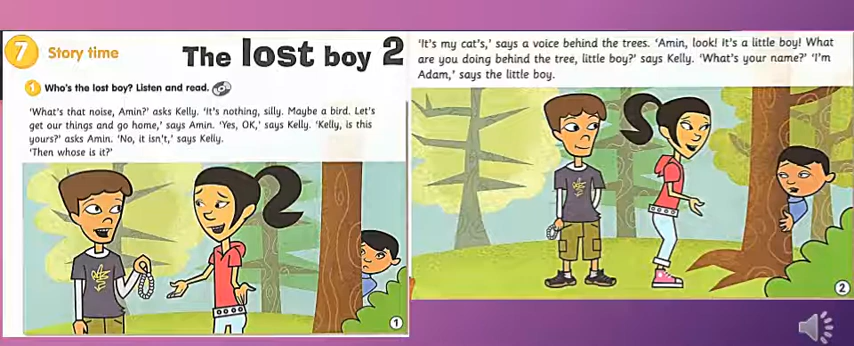 7
Story time
The lost boy 2
1 Who's the lost boy? Listen and read.
'What's that noise, Amin?' asks Kelly. 'It's nothing, silly. Maybe a bird. Let's
get our things and go home,' says Amin. 'Yes, OK,' says Kelly. 'Kelly, is this
yours?' asks Amin. 'No, it isn't,' says Kelly.
'Then whose is it?'
1
'It's my cat's,' says a voice behind the trees. 'Amin, look! It's a little boy! What
are you doing behind the tree, little boy?' says Kelly. 'What's your name?' 'I'm
Adam,' says the little boy.
2